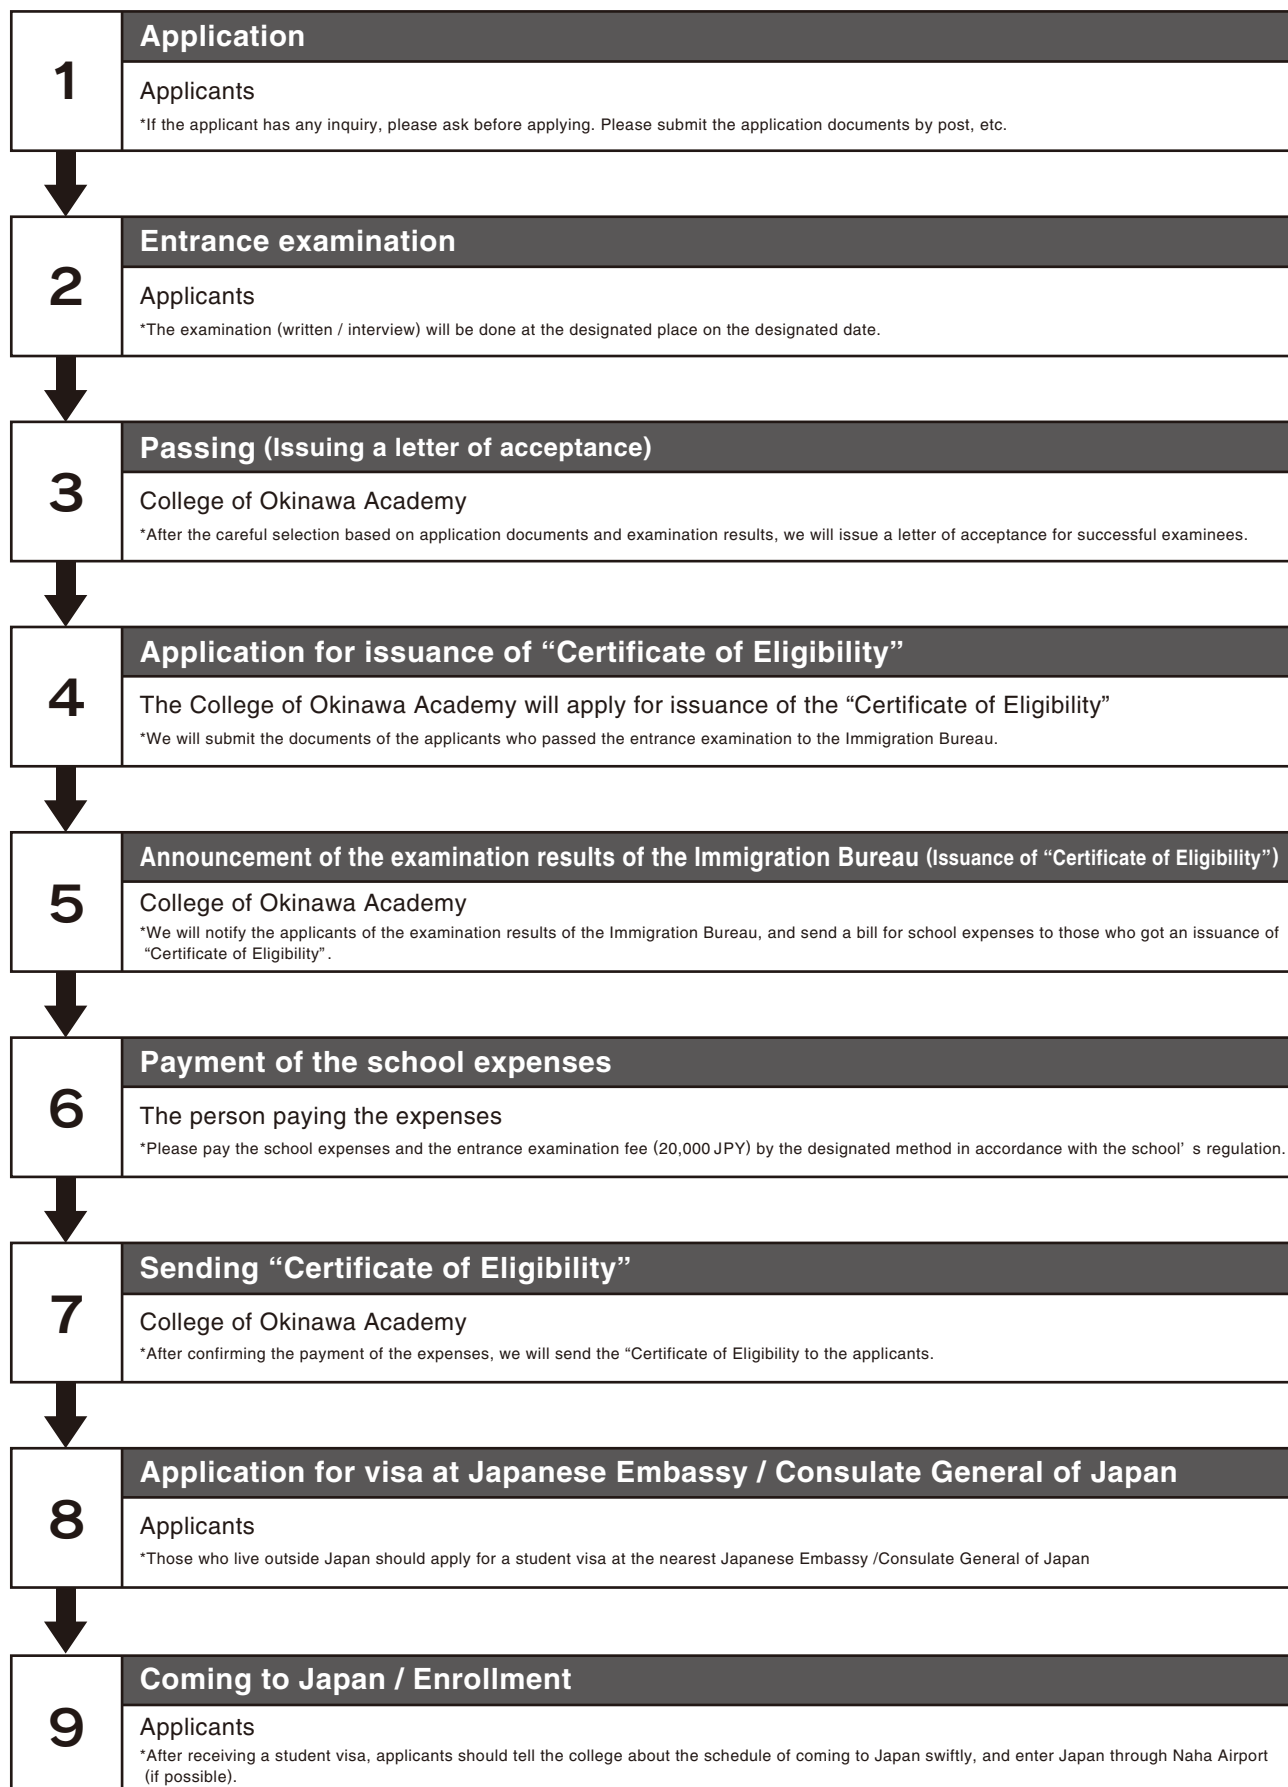 1
Application
Applicants
*If the applicant has any inquiry, please ask before applying. Please submit the application documents by post, etc.
2
Entrance examination
Applicants
*The examination (written / interview) will be done at the designated place on the designated date.
3
Passing (Issuing a letter of acceptance)
College of Okinawa Academy
*After the careful selection based on application documents and examination results, we will issue a letter of acceptance for successful examinees.
4
Application for issuance of “Certificate of Eligibility”
The College of Okinawa Academy will apply for issuance of the “Certificate of Eligibility”
*We will submit the documents of the applicants who passed the entrance examination to the Immigration Bureau.
5
Announcement of the examination results of the Immigration Bureau (Issuance of “Certificate of Eligibility”)
College of Okinawa Academy
*We will notify the applicants of the examination results of the Immigration Bureau, and send a bill for school expenses to those who got an issuance of
“Certificate of Eligibility”.
6
Payment of the school expenses
The person paying the expenses
*Please pay the school expenses and the entrance examination fee (20,000 JPY) by the designated method in accordance with the school’ s regulation.
7
Sending “Certificate of Eligibility”
College of Okinawa Academy
*After confirming the payment of the expenses, we will send the “Certificate of Eligibility to the applicants.
8
Application for visa at Japanese Embassy / Consulate General of Japan
Applicants
*Those who live outside Japan should apply for a student visa at the nearest Japanese Embassy /Consulate General of Japan
9
Coming to Japan / Enrollment
Applicants
*After receiving a student visa, applicants should tell the college about the schedule of coming to Japan swiftly, and enter Japan through Naha Airport
(if possible).